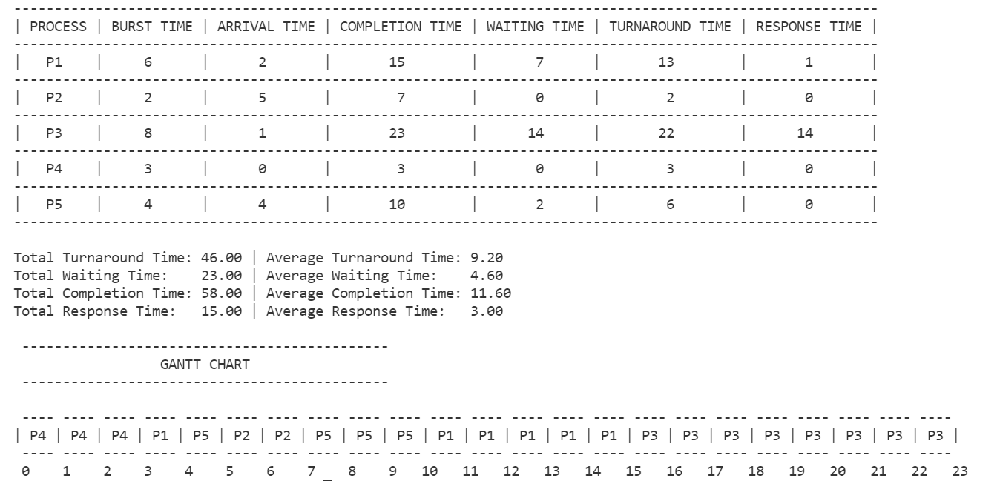 | PROCESS | BURST TIME | ARRIVAL TIME | COMPLETION TIME | WAITING TIME | TURNAROUND TIME | RESPONSE TIME |
| P1 | 6 | 2 | 15 | 7 | 13 | 1 |
| P2 | 2 | 5 | 7 | 0 | 2 | 0 |
| P3 | 8 | 1 | 23 | 14 | 22 | 14 |
| P4 | 3 | 0 | 3 | 0 | 3 | 0 |
| P5 | 4 | 4 | 10 | 2 | 6 | 0 |
Total Turnaround Time: 46.00 | Average Turnaround Time: 9.20
Total Waiting Time: 23.00 | Average Waiting Time: 4.60
Total Completion Time: 58.00 | Average Completion Time: 11.60
Total Response Time: 15.00 | Average Response Time: 3.00
GANTT CHART
| P4 | P4 | P4 | P1 | P5 | P2 | P2 | P5 | P5 | P5 | P1 | P1 | P1 | P1 | P1 | P3 | P3 | P3 | P3 | P3 | P3 | P3 | P3 |
0 1 2 3 4 5 6 7 _ 8 9 10 11 12 13 14 15 16 17 18 19 20 21 22 23